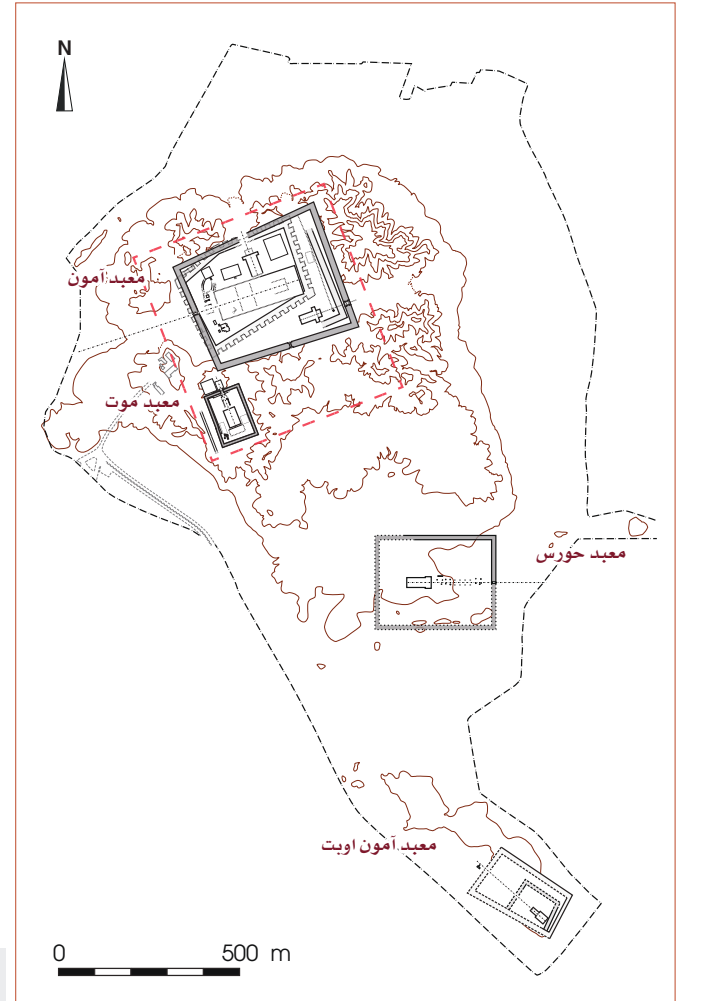 N
معبد آمون
معبد موت
معبد حورس
معبد آمون اوبت
0 500 m